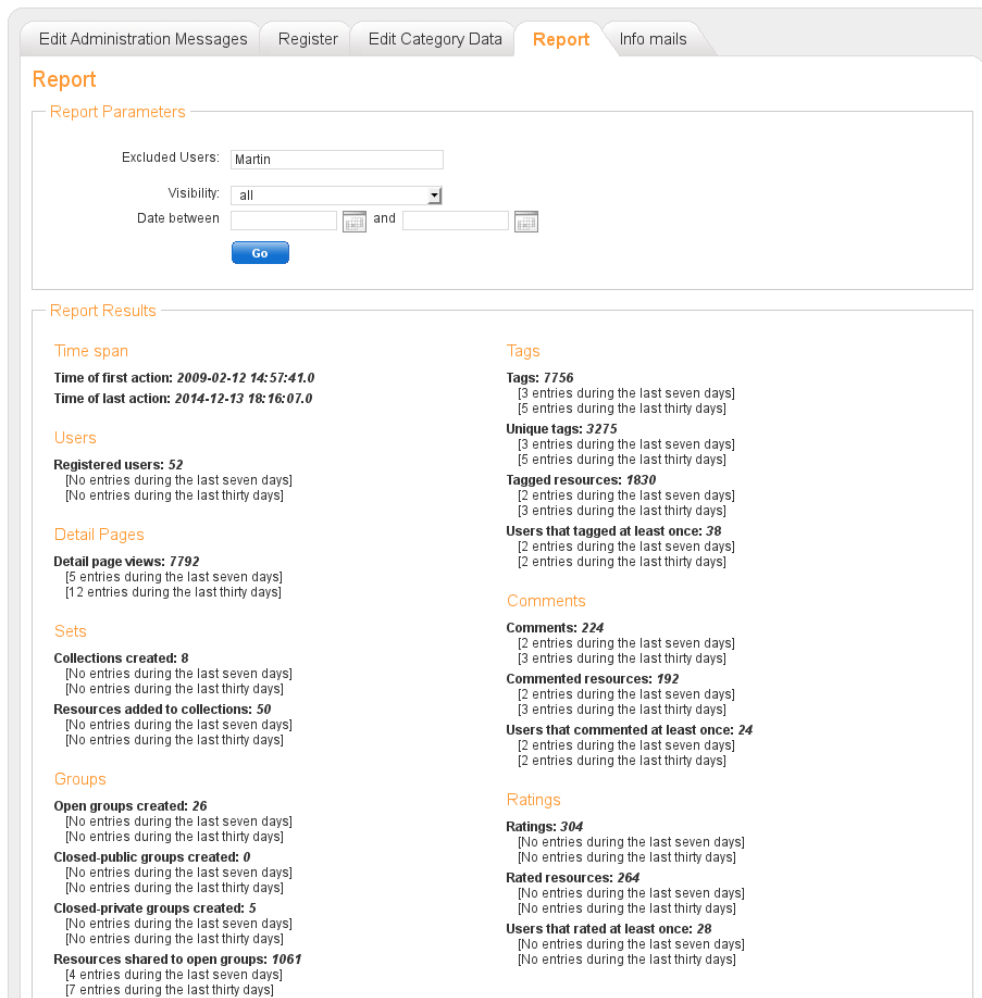 Edit Administration Messages
Register
Edit Category Data
Report
Info mails
Report
Report Parameters
Excluded Users: Martin
Visibility: all
Date between and
Go
Report Results
Time span
Time of first action: 2009-02-12 14:57:41.0
Time of last action: 2014-12-13 18:16:07.0
Users
Registered users: 52
[No entries during the last seven days]
[No entries during the last thirty days]
Detail Pages
Detail page views: 7792
[5 entries during the last seven days]
[12 entries during the last thirty days]
Sets
Collections created: 8
[No entries during the last seven days]
[No entries during the last thirty days]
Resources added to collections: 50
[No entries during the last seven days]
[No entries during the last thirty days]
Groups
Open groups created: 26
[No entries during the last seven days]
[No entries during the last thirty days]
Closed-public groups created: 0
[No entries during the last seven days]
[No entries during the last thirty days]
Closed-private groups created: 5
[No entries during the last seven days]
[No entries during the last thirty days]
Resources shared to open groups: 1061
[4 entries during the last seven days]
[7 entries during the last thirty days]
Tags
Tags: 7756
[3 entries during the last seven days]
[5 entries during the last thirty days]
Unique tags: 3275
[3 entries during the last seven days]
[5 entries during the last thirty days]
Tagged resources: 1830
[2 entries during the last seven days]
[3 entries during the last thirty days]
Users that tagged at least once: 38
[2 entries during the last seven days]
[2 entries during the last thirty days]
Comments
Comments: 224
[2 entries during the last seven days]
[3 entries during the last thirty days]
Commented resources: 192
[2 entries during the last seven days]
[3 entries during the last thirty days]
Users that commented at least once: 24
[2 entries during the last seven days]
[2 entries during the last thirty days]
Ratings
Ratings: 304
[No entries during the last seven days]
[No entries during the last thirty days]
Rated resources: 264
[No entries during the last seven days]
[No entries during the last thirty days]
Users that rated at least once: 28
[No entries during the last seven days]
[No entries during the last thirty days]